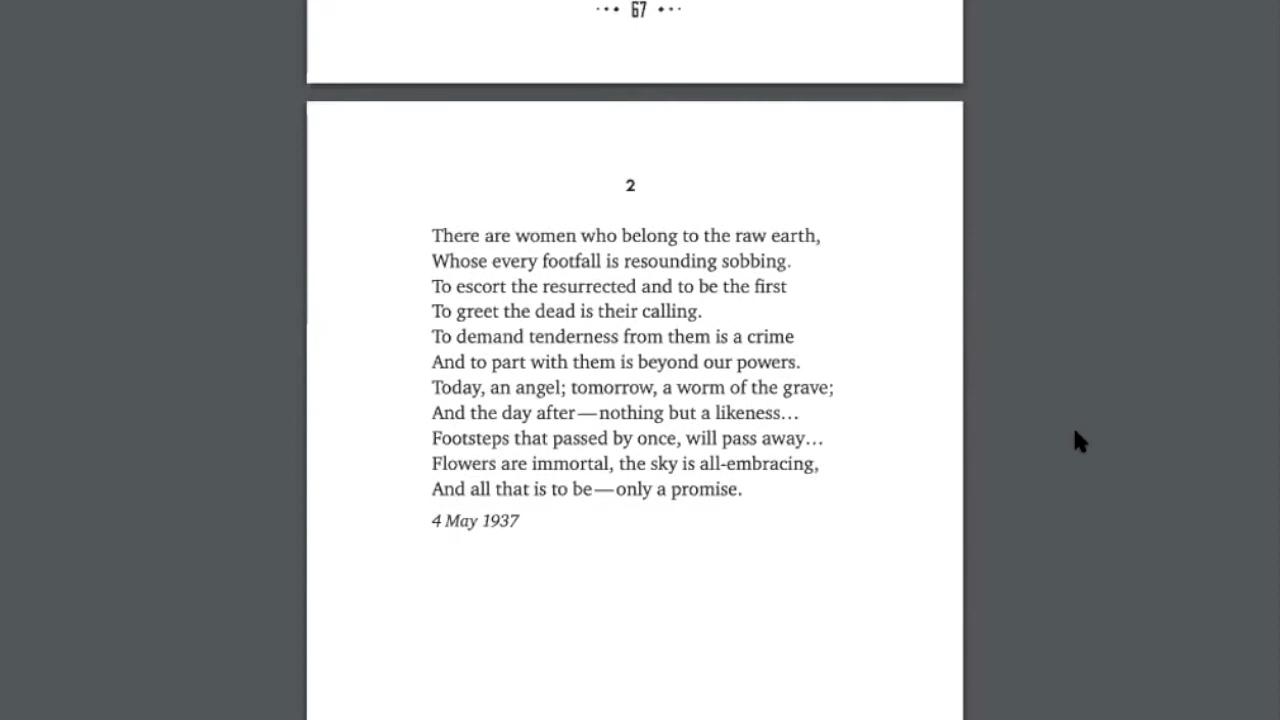 ··· 67 ···
2
There are women who belong to the raw earth,
Whose every footfall is resounding sobbing.
To escort the resurrected and to be the first
To greet the dead is their calling.
To demand tenderness from them is a crime
And to part with them is beyond our powers.
Today, an angel; tomorrow, a worm of the grave;
And the day after—nothing but a likeness…
Footsteps that passed by once, will pass away…
Flowers are immortal, the sky is all-embracing,
And all that is to be—only a promise.
4 May 1937